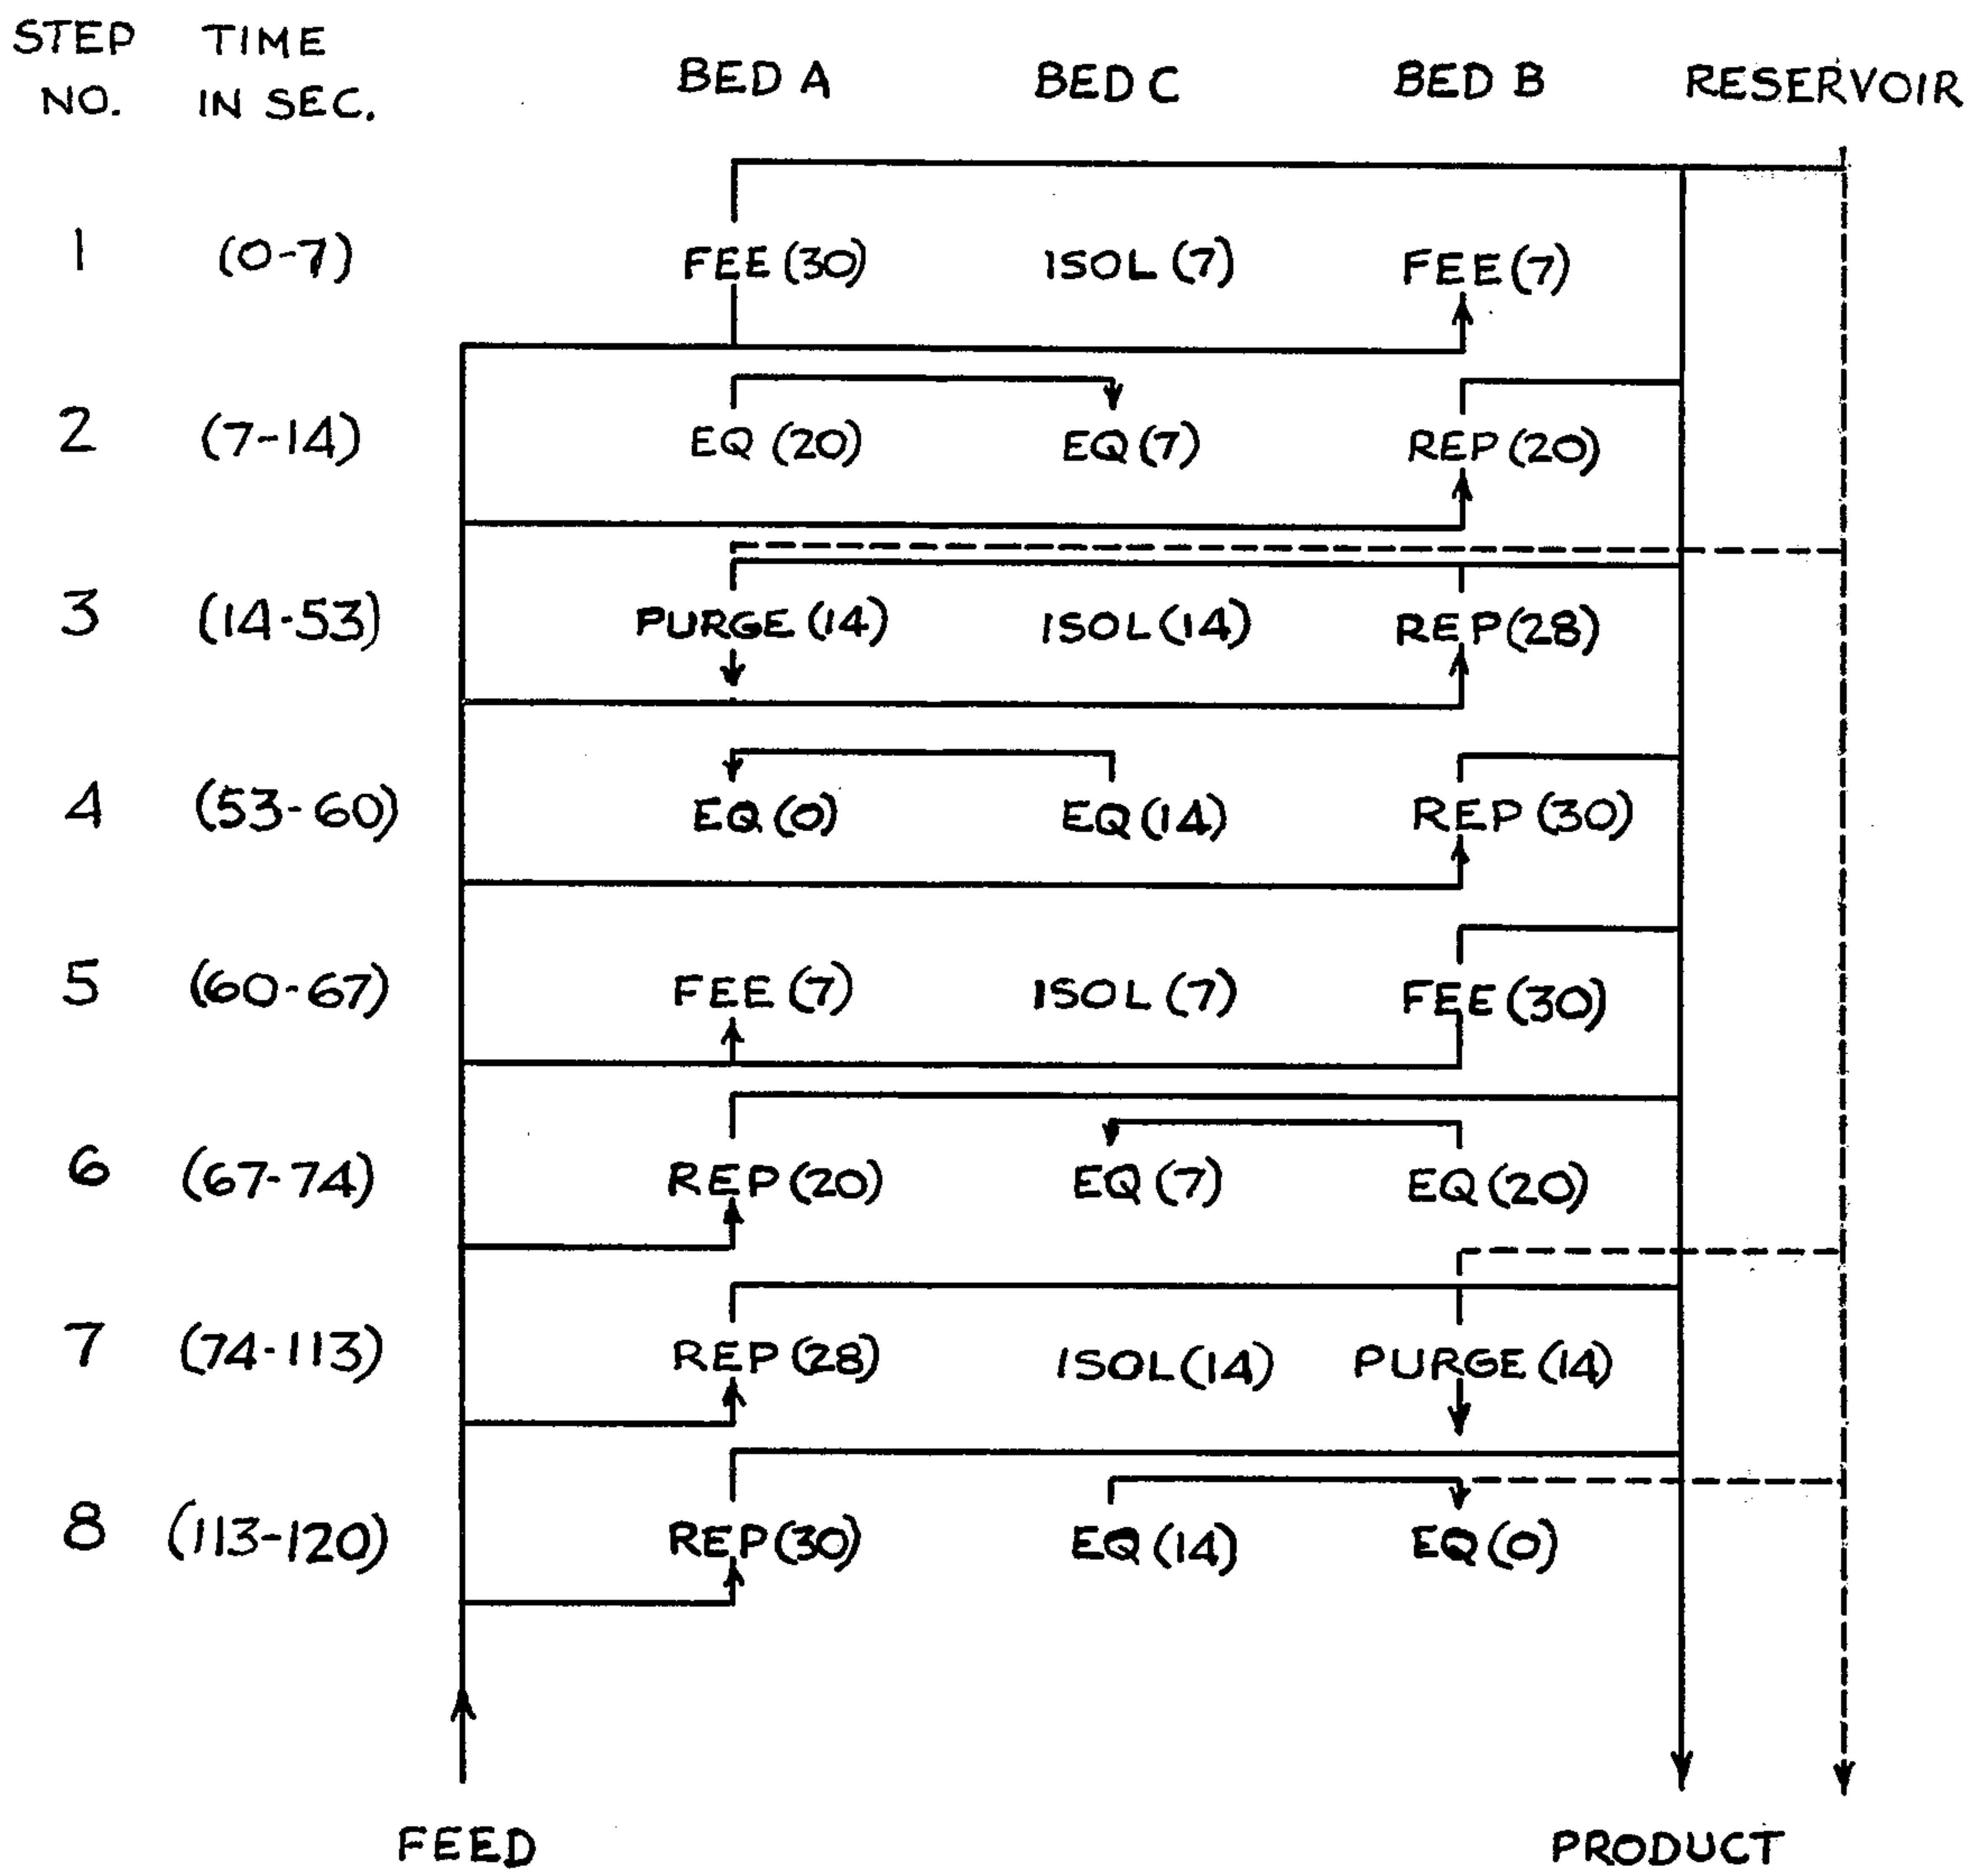 STEP TIME
NO. IN SEC. BED A BED C BED B RESERVOIR
1 (0-7) FEE (30) ISOL (7) FEE (7)
2 (7-14) EQ (20) EQ (7) REP (20)
3 (14-53) PURGE (14) ISOL (14) REP (28)
4 (53-60) EQ (0) EQ (14) REP (30)
5 (60-67) FEE (7) ISOL (7) FEE (30)
6 (67-74) REP (20) EQ (7) EQ (20)
7 (74-113) REP (28) ISOL (14) PURGE (14)
8 (113-120) REP (30) EQ (14) EQ (0)
FEED PRODUCT